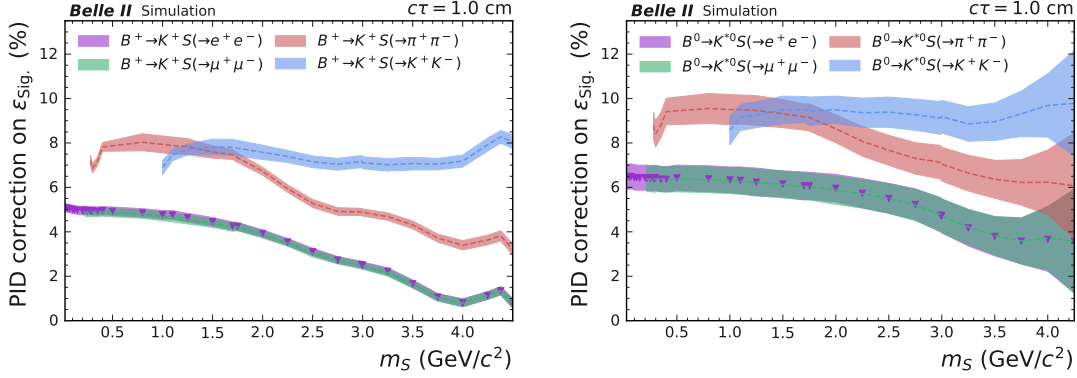 Belle II Simulation
cτ = 1.0 cm
PID correction on ε_Sig. (%)
B⁺→K⁺S(→e⁺e⁻)
B⁺→K⁺S(→μ⁺μ⁻)
B⁺→K⁺S(→π⁺π⁻)
B⁺→K⁺S(→K⁺K⁻)
12
10
8
6
4
2
0
0.5 1.0 1.5 2.0 2.5 3.0 3.5 4.0
m_S (GeV/c²)
Belle II Simulation
cτ = 1.0 cm
PID correction on ε_Sig. (%)
B⁰→K*⁰S(→e⁺e⁻)
B⁰→K*⁰S(→μ⁺μ⁻)
B⁰→K*⁰S(→π⁺π⁻)
B⁰→K*⁰S(→K⁺K⁻)
12
10
8
6
4
2
0
0.5 1.0 1.5 2.0 2.5 3.0 3.5 4.0
m_S (GeV/c²)